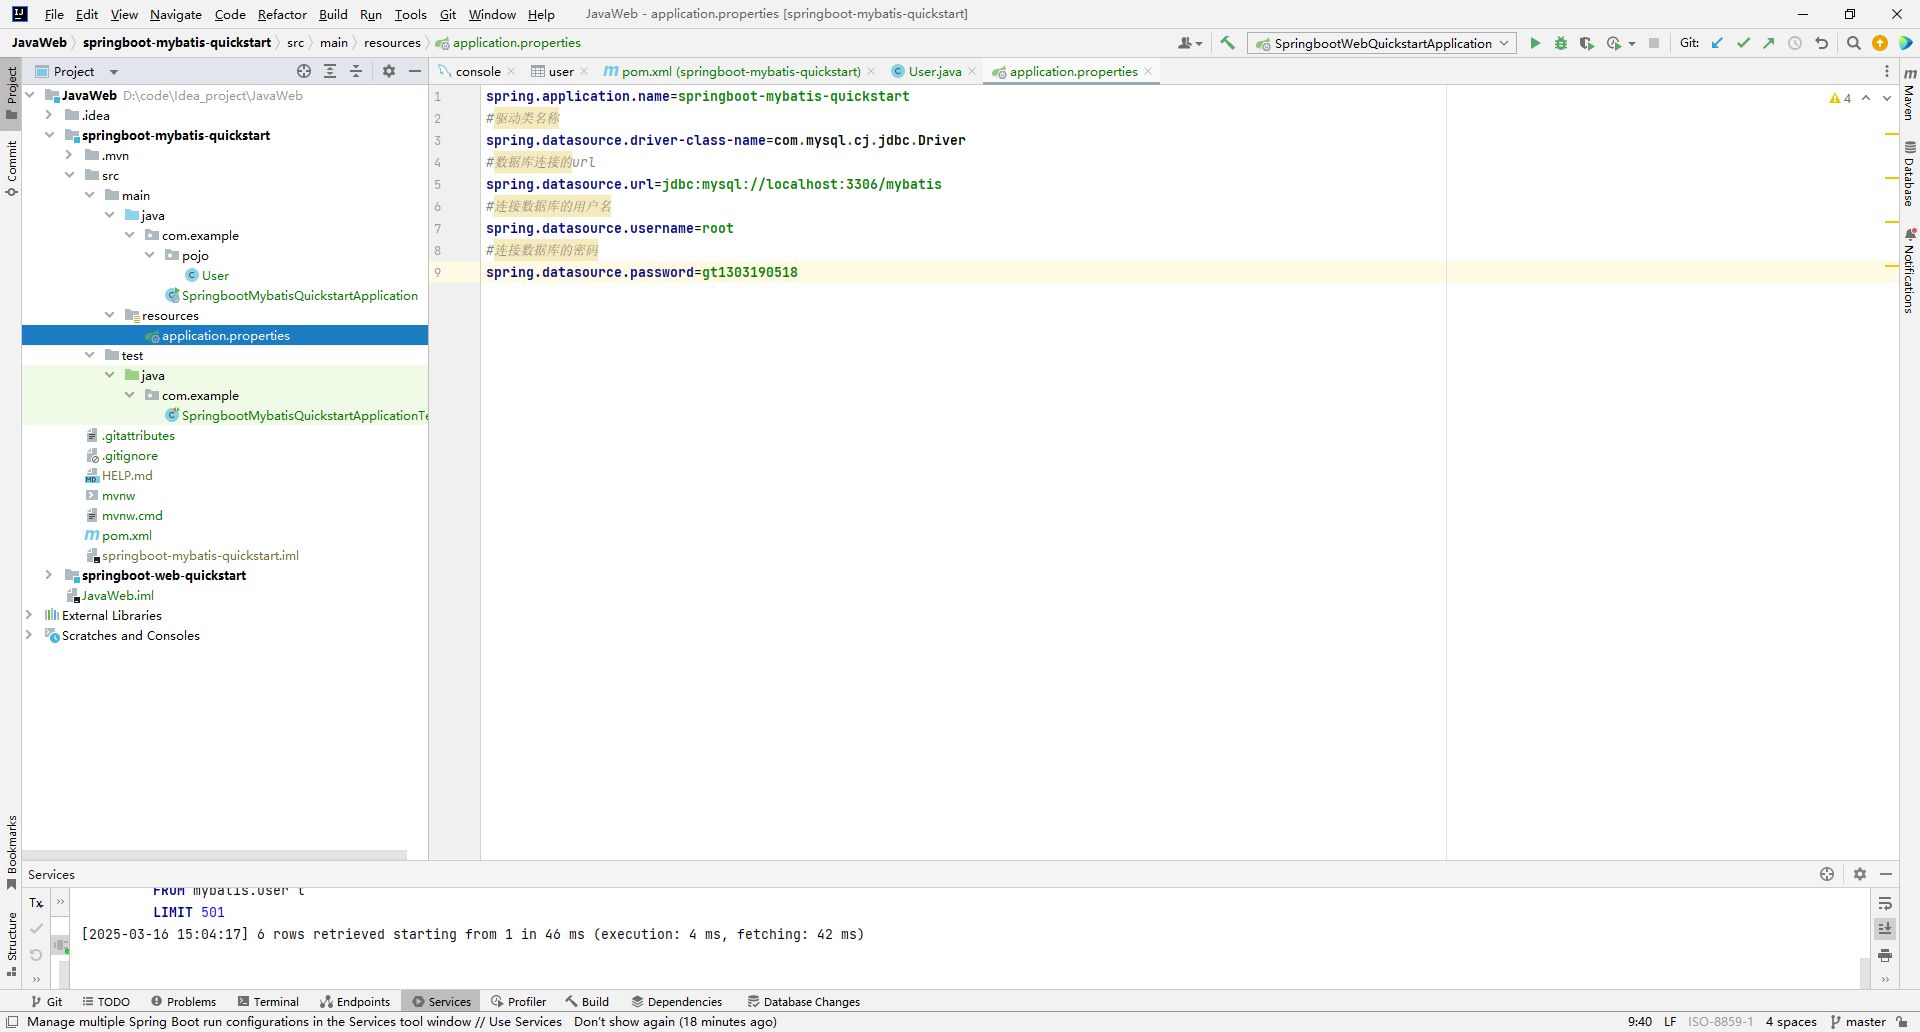 File Edit View Navigate Code Refactor Build Run Tools Git Window Help JavaWeb - application.properties [springboot-mybatis-quickstart]
JavaWeb springboot-mybatis-quickstart src main resources application.properties SpringbootWebQuickstartApplication Git:
Project console user pom.xml (springboot-mybatis-quickstart) User.java application.properties
JavaWeb D:\code\Idea_project\JavaWeb
.idea
springboot-mybatis-quickstart
.mvn
src
main
java
com.example
pojo
User
SpringbootMybatisQuickstartApplication
resources
application.properties
test
java
com.example
SpringbootMybatisQuickstartApplicationTe
.gitattributes
.gitignore
HELP.md
mvnw
mvnw.cmd
pom.xml
springboot-mybatis-quickstart.iml
springboot-web-quickstart
JavaWeb.iml
External Libraries
Scratches and Consoles
1 spring.application.name=springboot-mybatis-quickstart
2 #驱动类名称
3 spring.datasource.driver-class-name=com.mysql.cj.jdbc.Driver
4 #数据库连接的url
5 spring.datasource.url=jdbc:mysql://localhost:3306/mybatis
6 #连接数据库的用户名
7 spring.datasource.username=root
8 #连接数据库的密码
9 spring.datasource.password=gt1303190518
4
Project
Commit
Bookmarks
Structure
Maven
Database
Notifications
Services
Tx
FROM mybatis.user t
LIMIT 501
[2025-03-16 15:04:17] 6 rows retrieved starting from 1 in 46 ms (execution: 4 ms, fetching: 42 ms)
Git TODO Problems Terminal Endpoints Services Profiler Build Dependencies Database Changes
Manage multiple Spring Boot run configurations in the Services tool window // Use Services Don't show again (18 minutes ago) 9:40 LF ISO-8859-1 4 spaces master